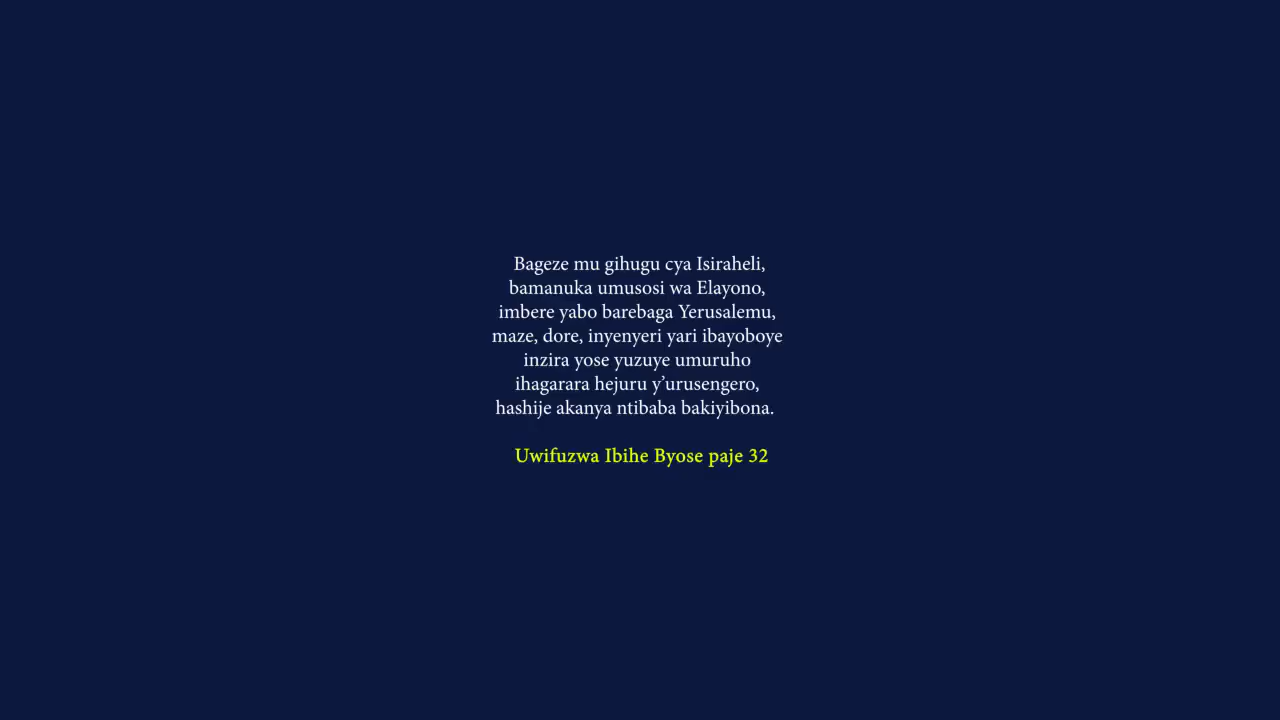 Bageze mu gihugu cya Isiraheli,
bamanuka umusosi wa Elayono,
imbere yabo barebaga Yerusalemu,
maze, dore, inyenyeri yari ibayoboye
inzira yose yuzuye umuruho
ihagarara hejuru y’urusengero,
hashije akanya ntibaba bakiyibona.
Uwifuzwa Ibihe Byose paje 32